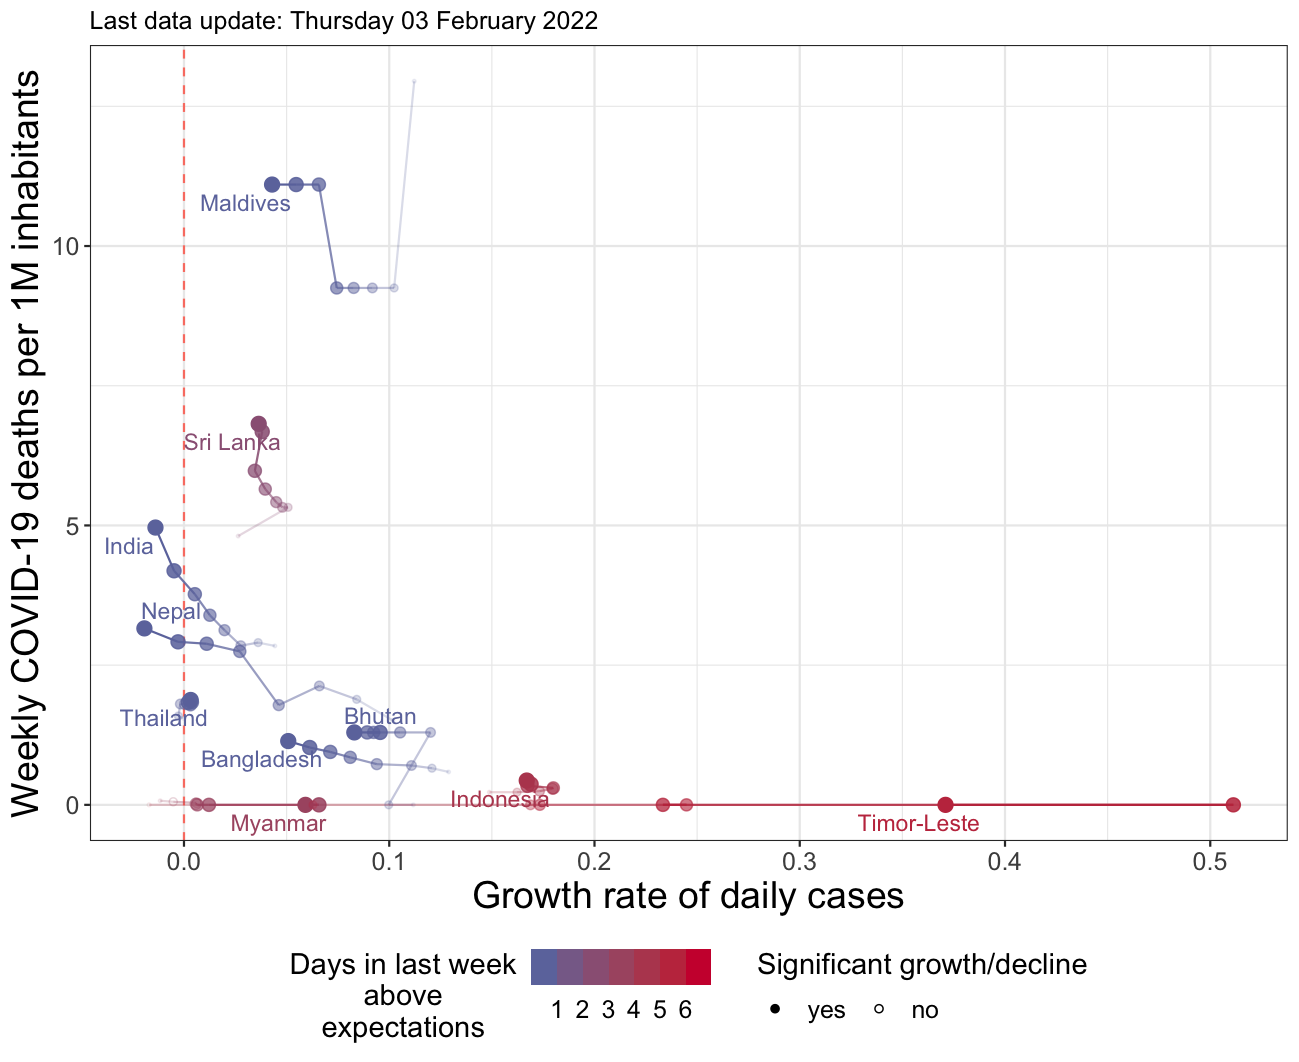 Last data update: Thursday 03 February 2022
Weekly COVID-19 deaths per 1M inhabitants
10
5
0
Maldives
Sri Lanka
India
Nepal
Thailand
Bhutan
Bangladesh
Indonesia
Myanmar
Timor-Leste
0.0 0.1 0.2 0.3 0.4 0.5
Growth rate of daily cases
Days in last week
above
expectations
1 2 3 4 5 6
Significant growth/decline
yes no